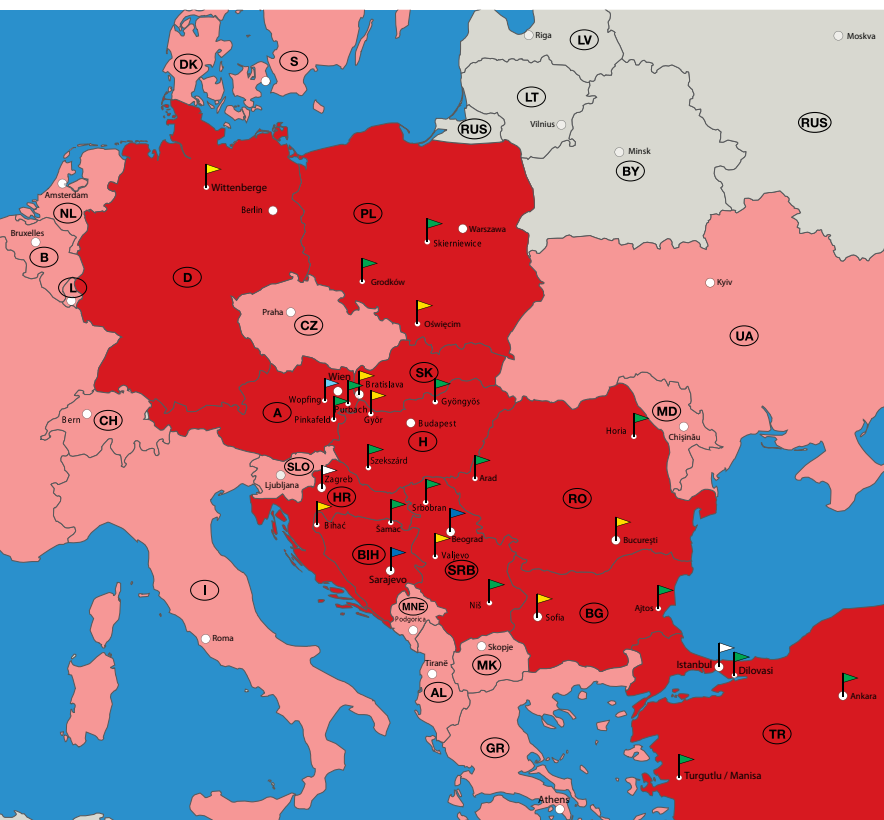 Riga
LV
Moskva
DK
S
LT
RUS
Vilnius
RUS
Minsk
BY
Amsterdam
NL
Wittenberge
Berlin
PL
Warszawa
Skierniewice
Bruxelles
B
L
D
Grodków
Kyiv
Praha
CZ
Oświęcim
UA
SK
Wien
Bratislava
Wopfing
Purbach
Gyöngyös
A
Pinkafeld
Győr
Budapest
H
Bern
CH
MD
Horia
Chişinău
Szekszárd
SLO
Ljubljana
Zagreb
HR
Arad
RO
Srbobran
Bihać
Šamac
Beograd
Bucureşti
BIH
Valjevo
SRB
Sarajevo
I
MNE
Podgorica
Niš
Sofia
BG
Ajtos
Roma
Skopje
MK
Tiranë
AL
Istanbul
Dilovasi
Ankara
TR
GR
Turgutlu / Manisa
Athens